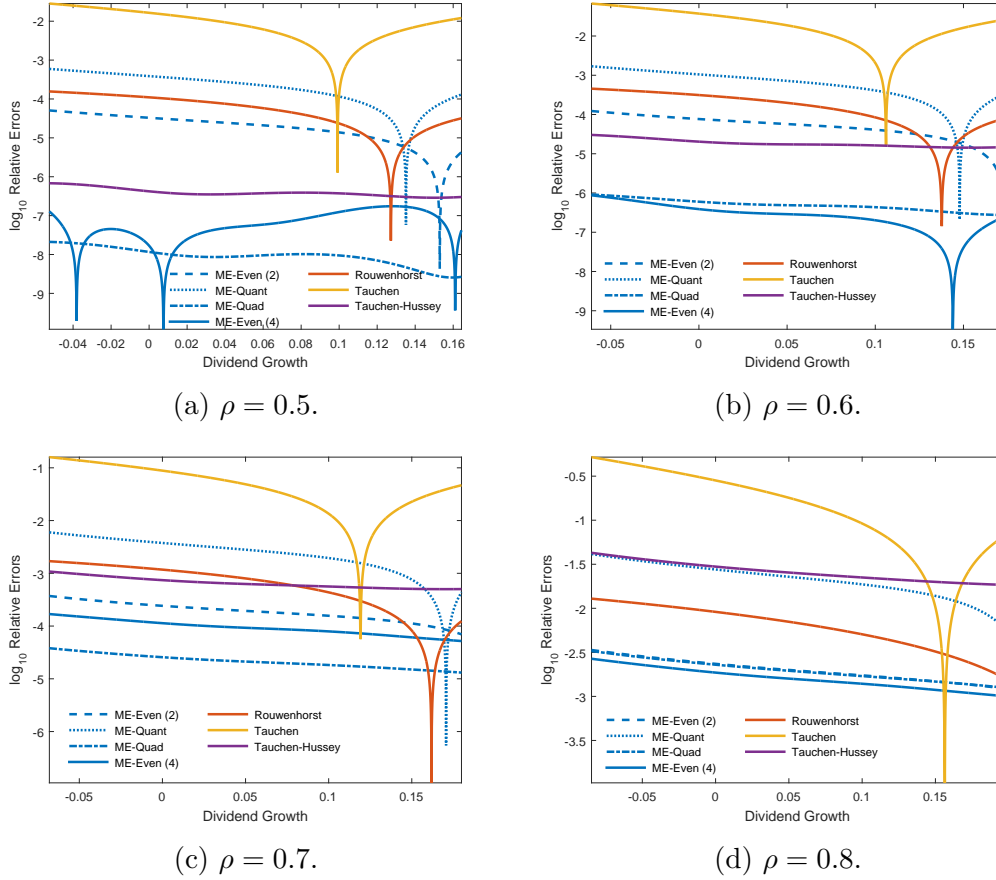 -2
-3
-4
-5
-6
-7
-8
-9
log10 Relative Errors
-0.04 -0.02 0 0.02 0.04 0.06 0.08 0.1 0.12 0.14 0.16
Dividend Growth
ME-Even (2)
ME-Quant
ME-Quad
ME-Even (4)
Rouwenhorst
Tauchen
Tauchen-Hussey
(a) ρ = 0.5.
-2
-3
-4
-5
-6
-7
-8
-9
log10 Relative Errors
-0.05 0 0.05 0.1 0.15
Dividend Growth
ME-Even (2)
ME-Quant
ME-Quad
ME-Even (4)
Rouwenhorst
Tauchen
Tauchen-Hussey
(b) ρ = 0.6.
-1
-2
-3
-4
-5
-6
log10 Relative Errors
-0.05 0 0.05 0.1 0.15
Dividend Growth
ME-Even (2)
ME-Quant
ME-Quad
ME-Even (4)
Rouwenhorst
Tauchen
Tauchen-Hussey
(c) ρ = 0.7.
-0.5
-1
-1.5
-2
-2.5
-3
-3.5
log10 Relative Errors
-0.05 0 0.05 0.1 0.15
Dividend Growth
ME-Even (2)
ME-Quant
ME-Quad
ME-Even (4)
Rouwenhorst
Tauchen
Tauchen-Hussey
(d) ρ = 0.8.